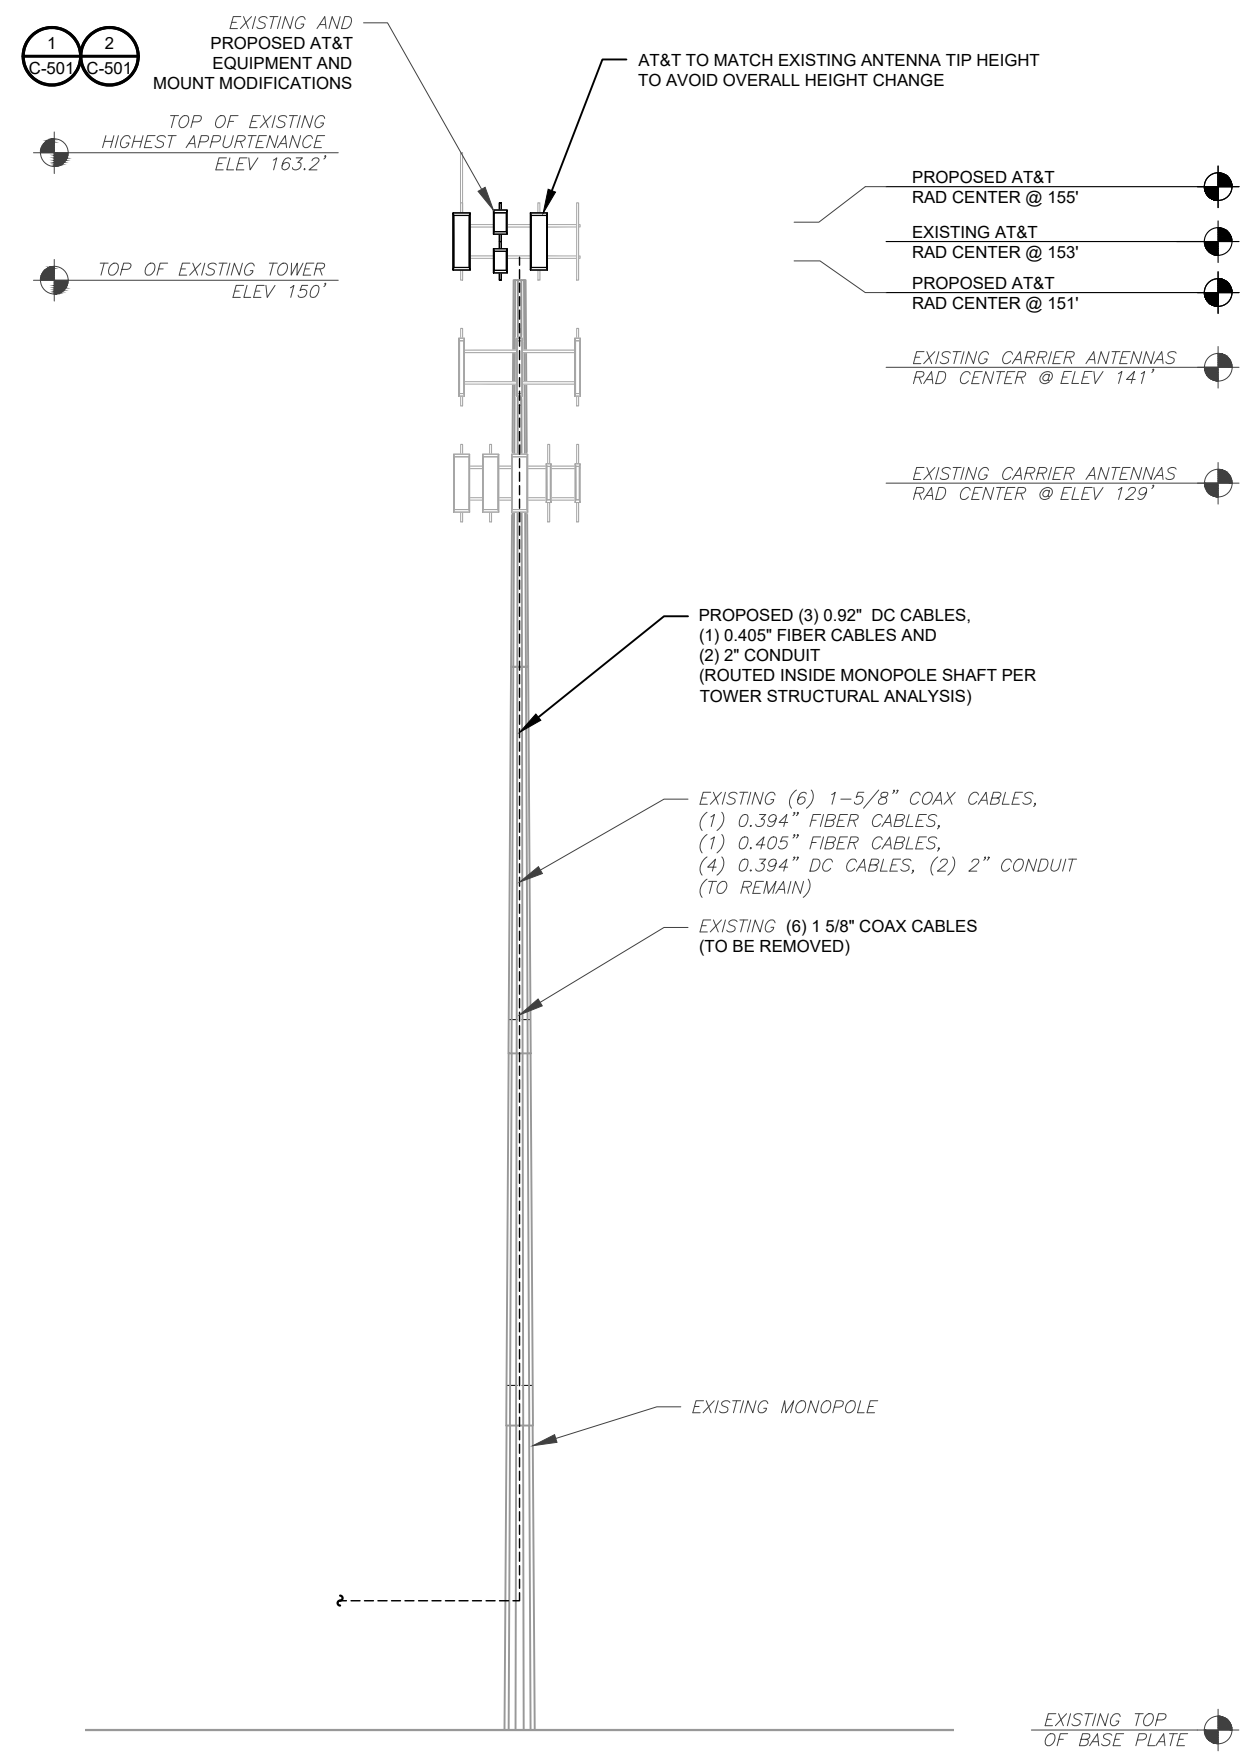 1
C-501
2
C-501
EXISTING AND
PROPOSED AT&T
EQUIPMENT AND
MOUNT MODIFICATIONS
AT&T TO MATCH EXISTING ANTENNA TIP HEIGHT
TO AVOID OVERALL HEIGHT CHANGE
TOP OF EXISTING
HIGHEST APPURTENANCE
ELEV 163.2'
PROPOSED AT&T
RAD CENTER @ 155'
EXISTING AT&T
RAD CENTER @ 153'
TOP OF EXISTING TOWER
ELEV 150'
PROPOSED AT&T
RAD CENTER @ 151'
EXISTING CARRIER ANTENNAS
RAD CENTER @ ELEV 141'
EXISTING CARRIER ANTENNAS
RAD CENTER @ ELEV 129'
PROPOSED (3) 0.92" DC CABLES,
(1) 0.405" FIBER CABLES AND
(2) 2" CONDUIT
(ROUTED INSIDE MONOPOLE SHAFT PER
TOWER STRUCTURAL ANALYSIS)
EXISTING (6) 1-5/8" COAX CABLES,
(1) 0.394" FIBER CABLES,
(1) 0.405" FIBER CABLES,
(4) 0.394" DC CABLES, (2) 2" CONDUIT
(TO REMAIN)
EXISTING (6) 1 5/8" COAX CABLES
(TO BE REMOVED)
EXISTING MONOPOLE
EXISTING TOP
OF BASE PLATE